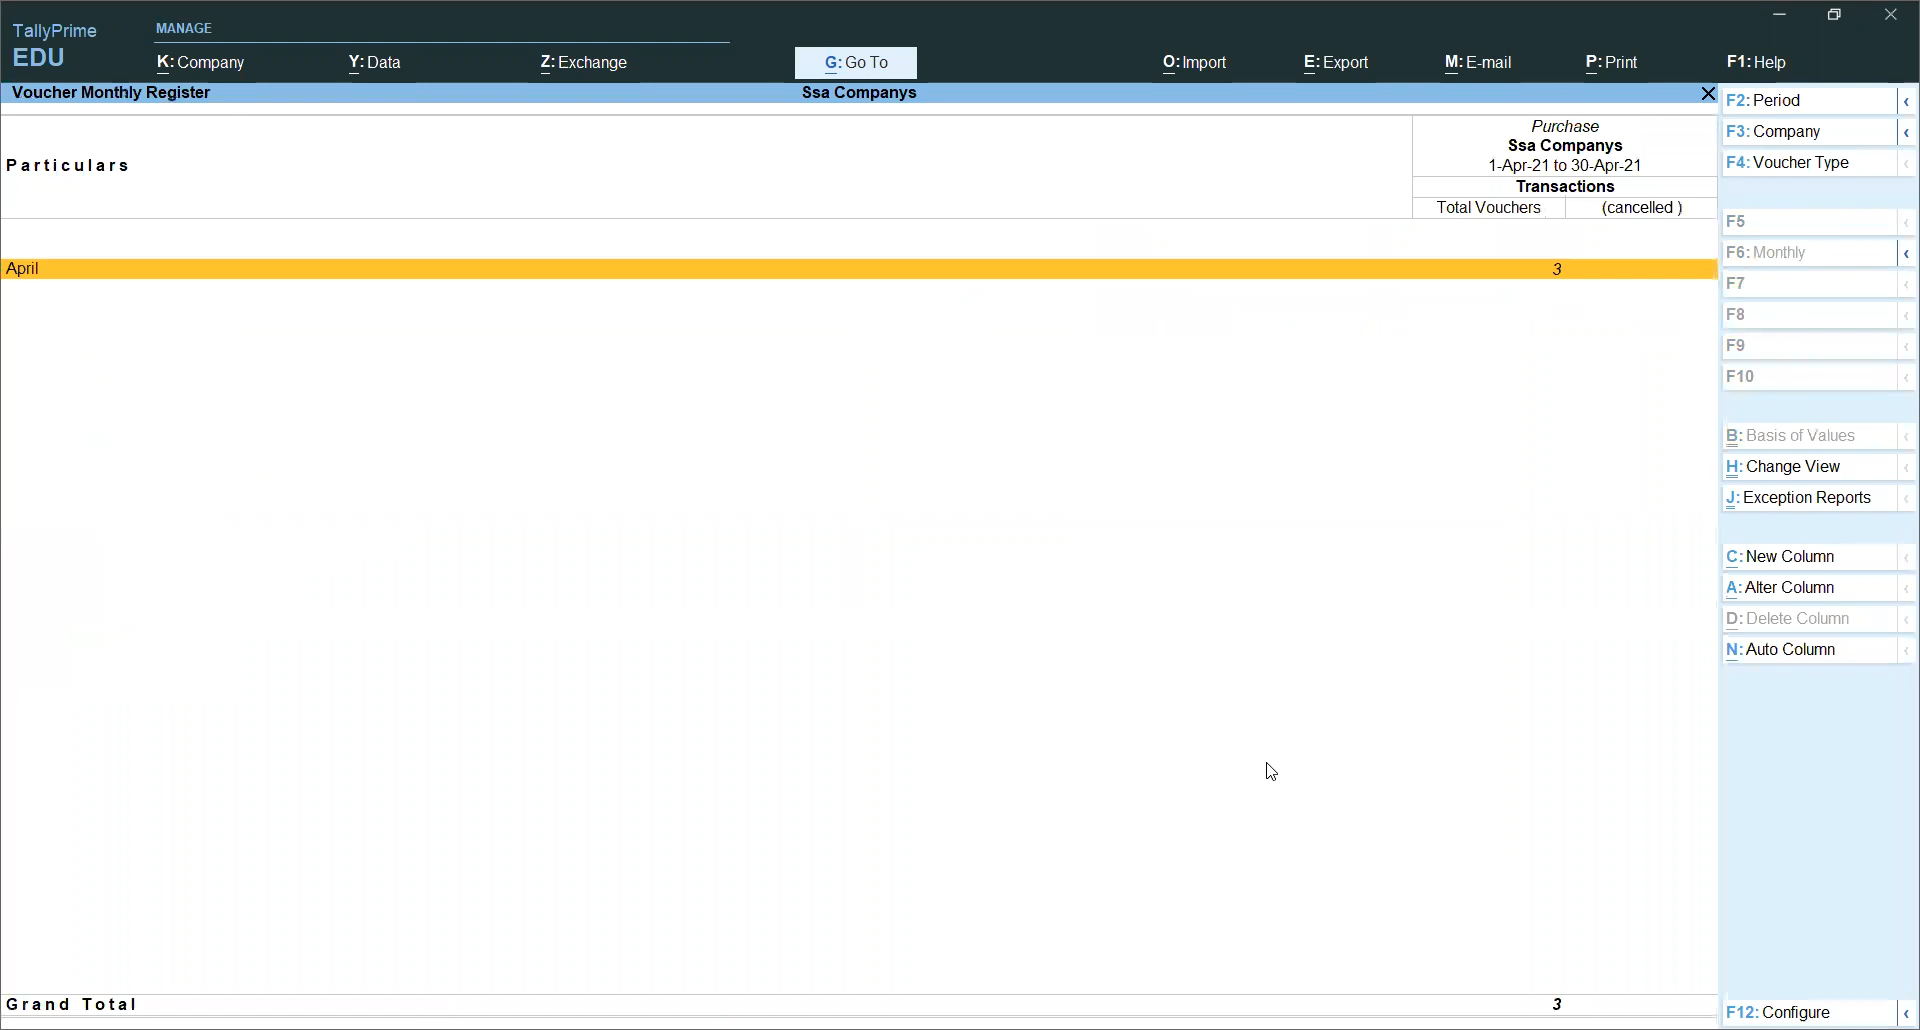 TallyPrime
EDU
MANAGE
K: Company
Y: Data
Z: Exchange
G: Go To
O: Import
E: Export
M: E-mail
P: Print
F1: Help
Voucher Monthly Register
Ssa Companys
Particulars
Purchase
Ssa Companys
1-Apr-21 to 30-Apr-21
Transactions
Total Vouchers
(cancelled )
April 3
Grand Total 3
F2: Period
F3: Company
F4: Voucher Type
F5
F6: Monthly
F7
F8
F9
F10
B: Basis of Values
H: Change View
J: Exception Reports
C: New Column
A: Alter Column
D: Delete Column
N: Auto Column
F12: Configure